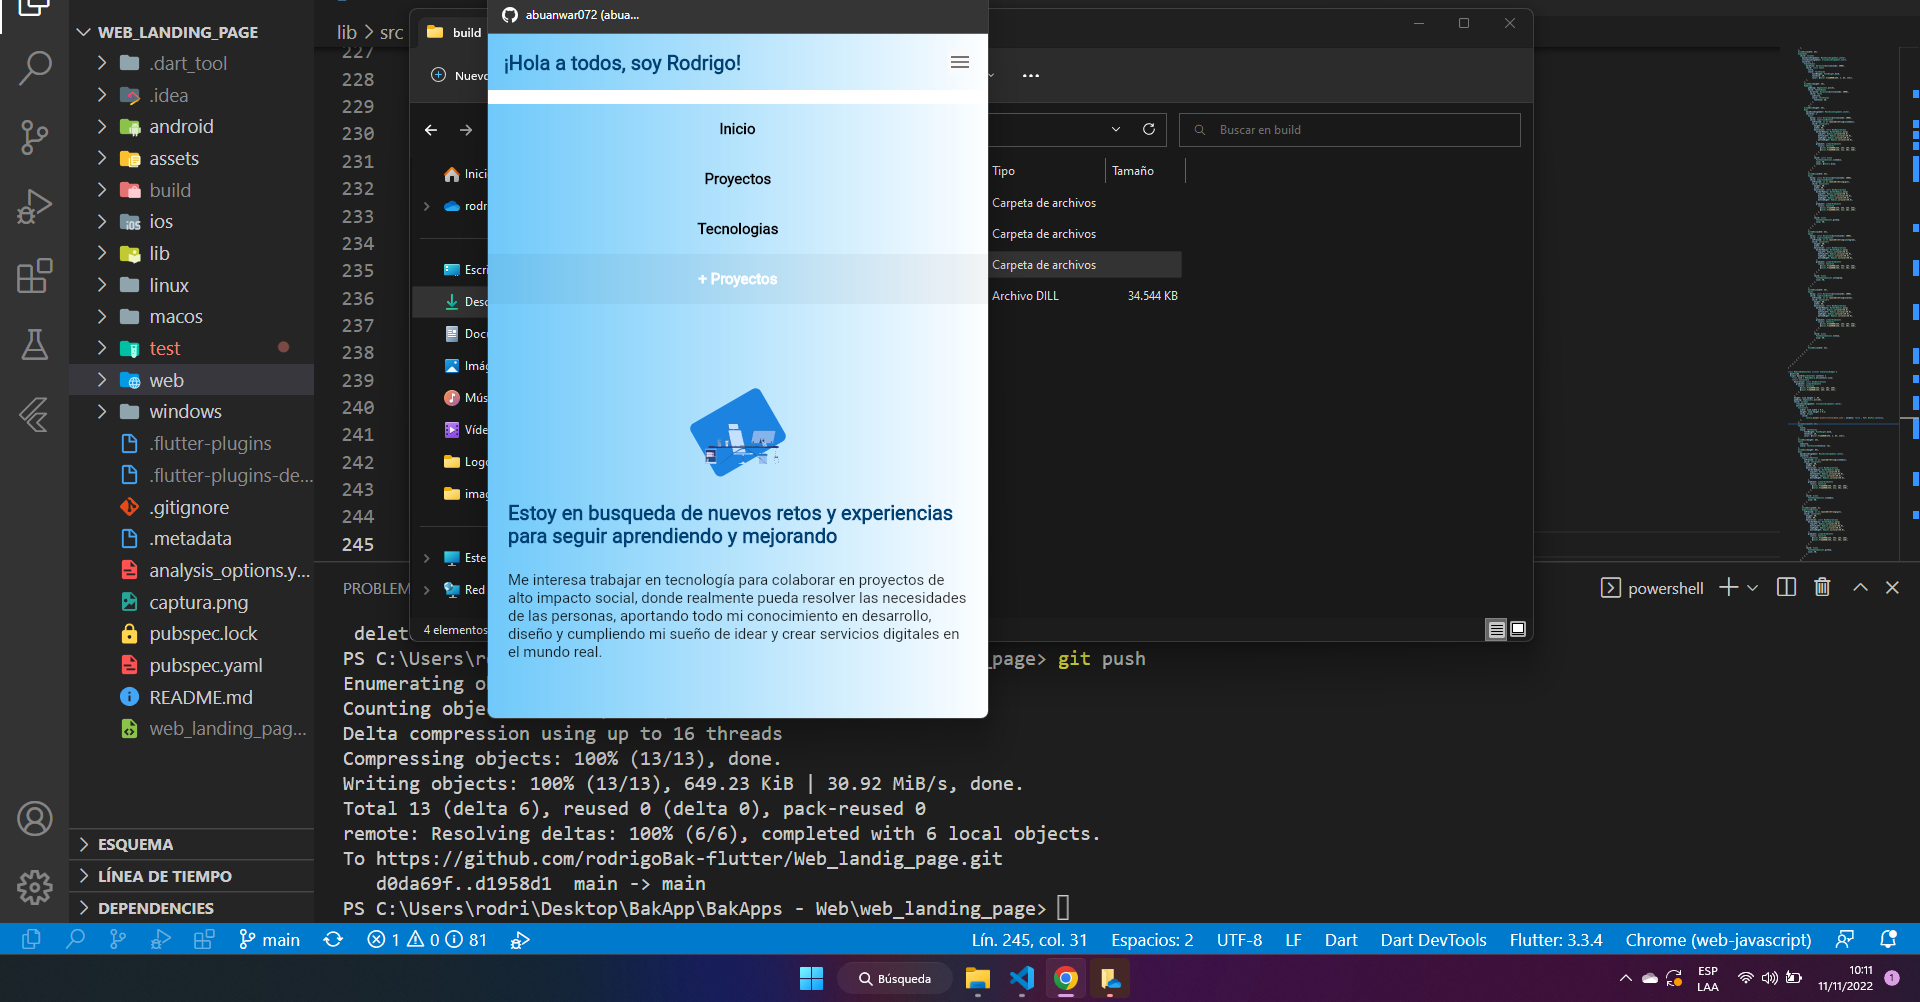 WEB_LANDING_PAGE
.dart_tool
.idea
android
assets
build
ios
lib
linux
macos
test
web
windows
.flutter-plugins
.flutter-plugins-de...
.gitignore
.metadata
analysis_options.y...
captura.png
pubspec.lock
pubspec.yaml
README.md
web_landing_pag...
ESQUEMA
LÍNEA DE TIEMPO
DEPENDENCIES
lib > src
227
228
229
230
231
232
233
234
235
236
237
238
239
240
241
242
243
244
245
build
Nuevo
Buscar en build
Inici
rodri
Escri
Desc
Docu
Imág
Mús
Víde
Logo
imag
Este
Red
4 elementos
Tipo
Tamaño
Carpeta de archivos
Carpeta de archivos
Carpeta de archivos
Archivo DILL 34.544 KB
abuanwar072 (abua...
¡Hola a todos, soy Rodrigo!
Inicio
Proyectos
Tecnologias
+ Proyectos
Estoy en busqueda de nuevos retos y experiencias
para seguir aprendiendo y mejorando
Me interesa trabajar en tecnología para colaborar en proyectos de
alto impacto social, donde realmente pueda resolver las necesidades
de las personas, aportando todo mi conocimiento en desarrollo,
diseño y cumpliendo mi sueño de idear y crear servicios digitales en
el mundo real.
PROBLEM
powershell
delet
PS C:\Users\r _page> git push
Enumerating ob
Counting obje
Delta compression using up to 16 threads
Compressing objects: 100% (13/13), done.
Writing objects: 100% (13/13), 649.23 KiB | 30.92 MiB/s, done.
Total 13 (delta 6), reused 0 (delta 0), pack-reused 0
remote: Resolving deltas: 100% (6/6), completed with 6 local objects.
To https://github.com/rodrigoBak-flutter/Web_landig_page.git
d0da69f..d1958d1 main -> main
PS C:\Users\rodri\Desktop\BakApp\BakApps - Web\web_landing_page>
main 1 0 81 Lín. 245, col. 31 Espacios: 2 UTF-8 LF Dart Dart DevTools Flutter: 3.3.4 Chrome (web-javascript)
Búsqueda
ESP
LAA
10:11
11/11/2022
1